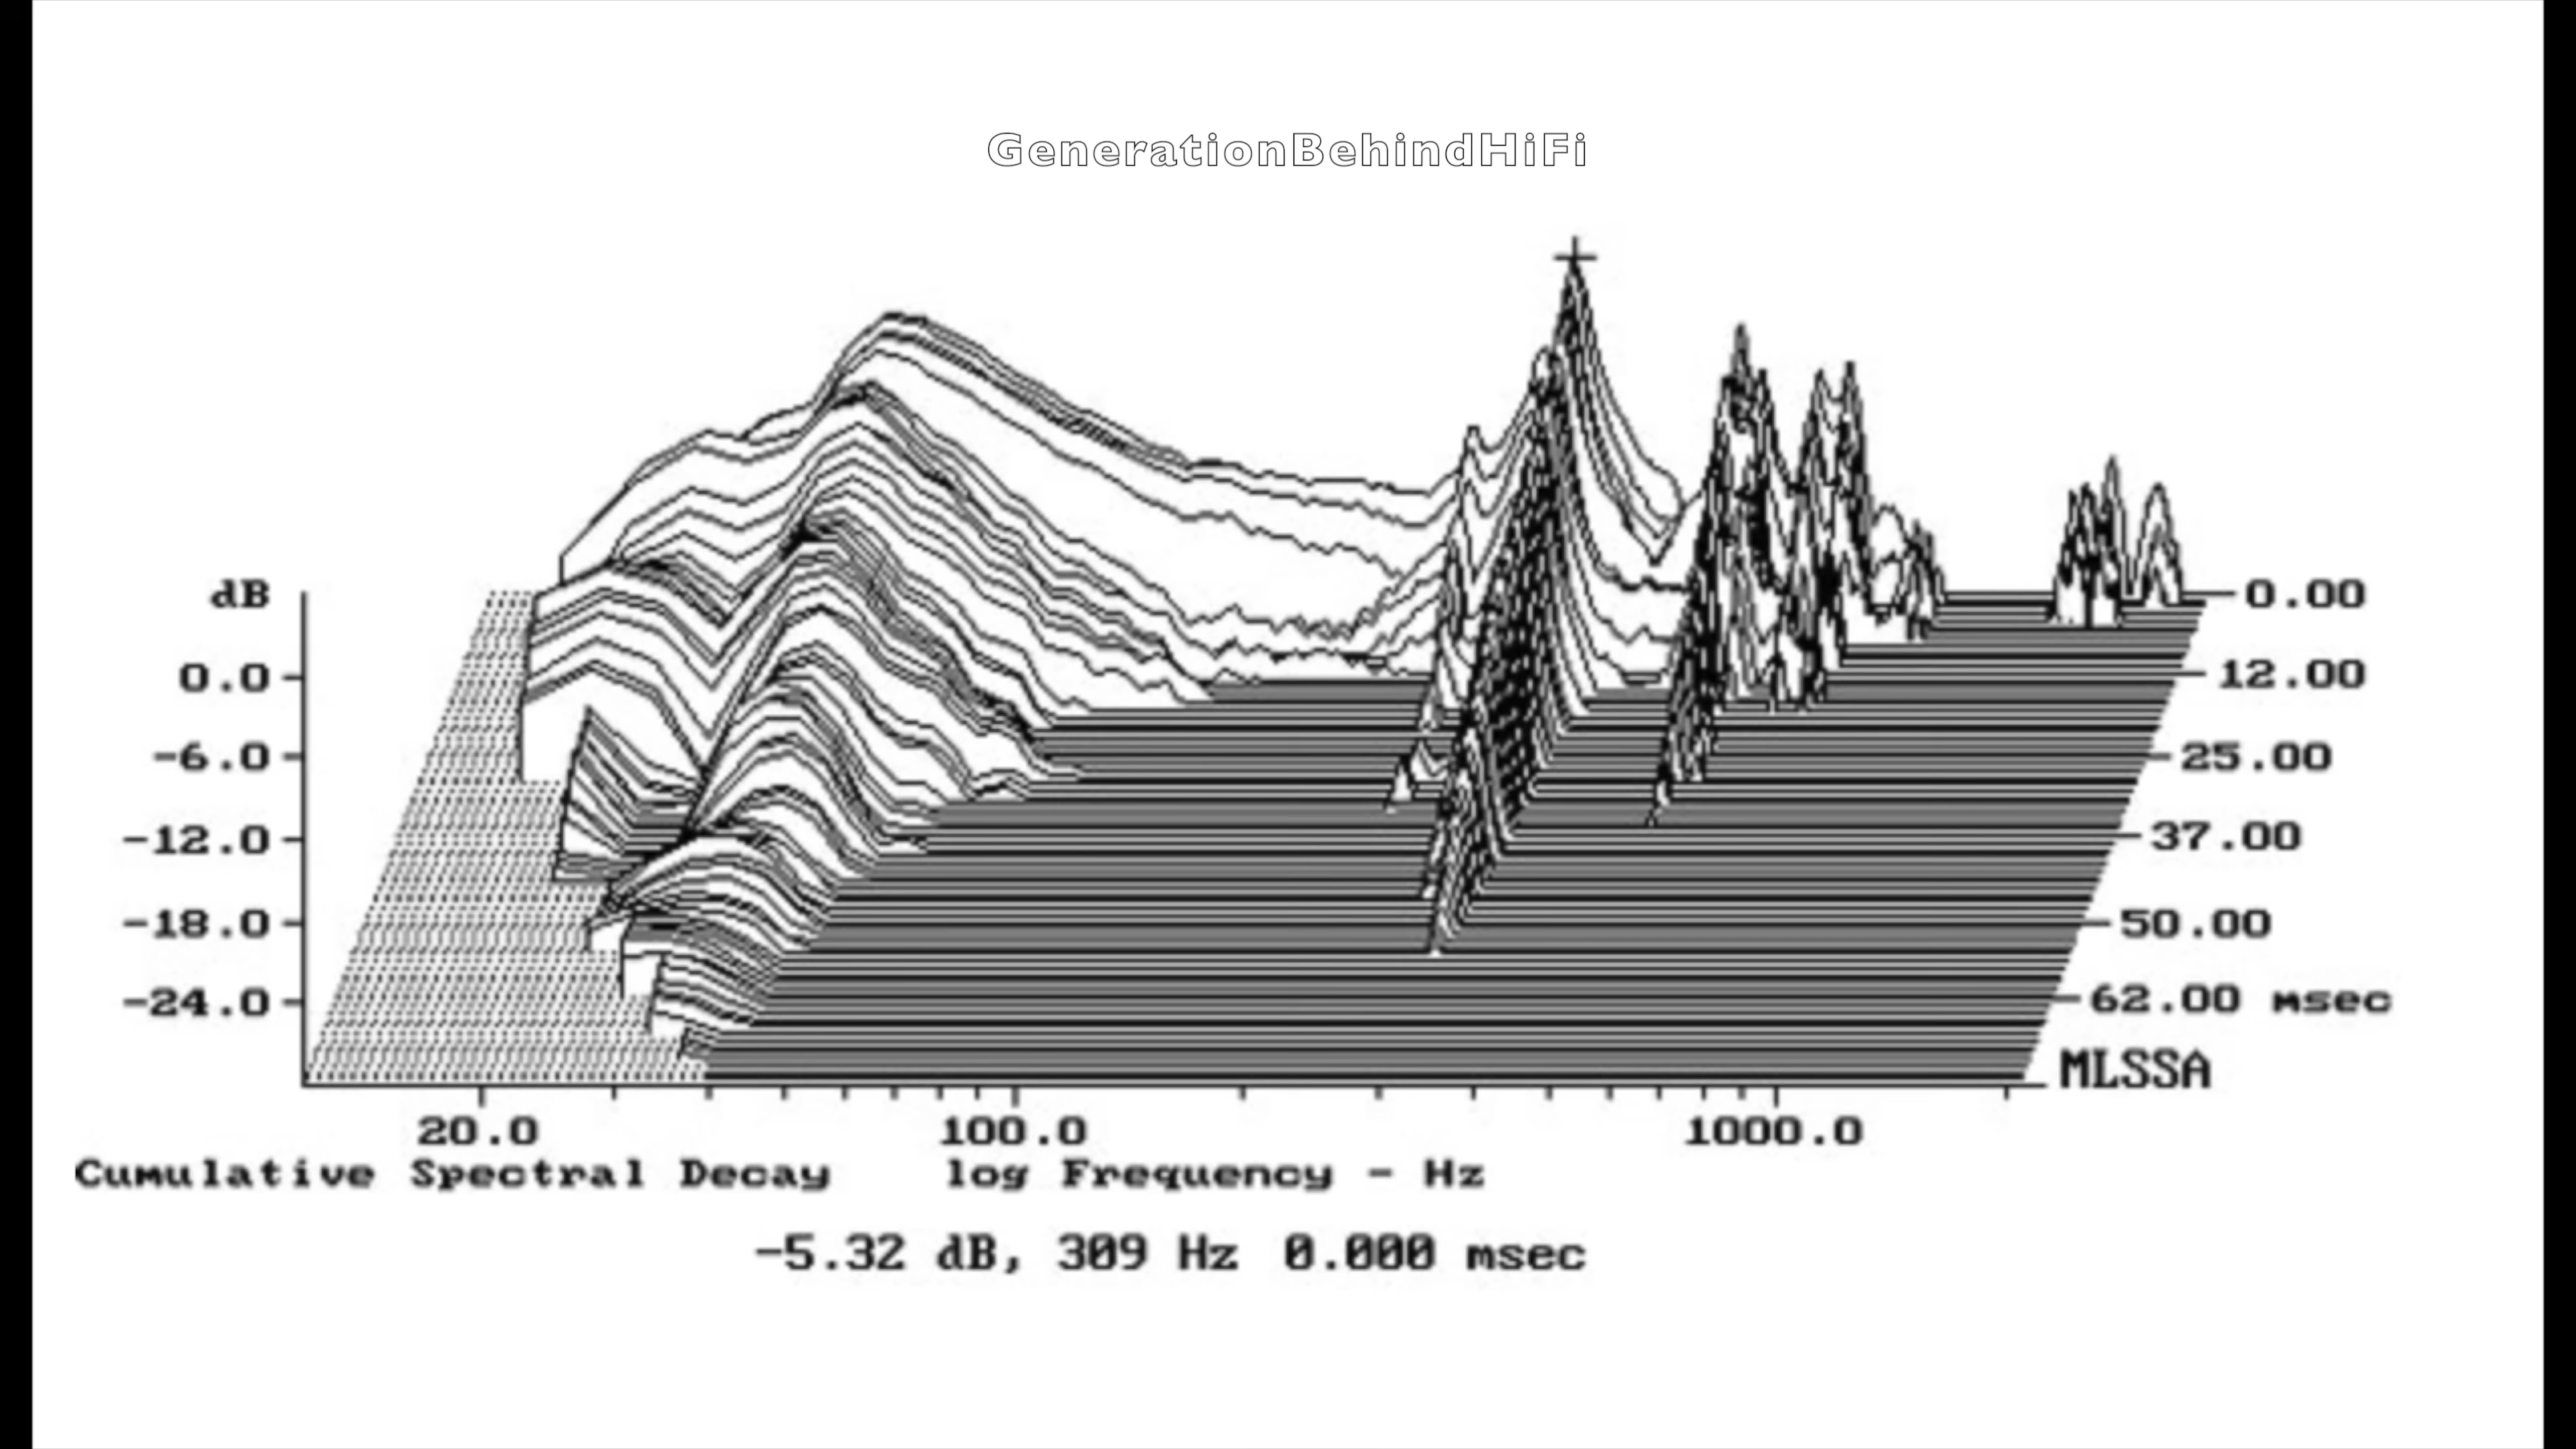 GenerationBehindHiFi
dB
0.0
-6.0
-12.0
-18.0
-24.0
0.00
12.00
25.00
37.00
50.00
62.00 msec
MLSSA
20.0 100.0 1000.0
Cumulative Spectral Decay log Frequency - Hz
-5.32 dB, 309 Hz 0.000 msec